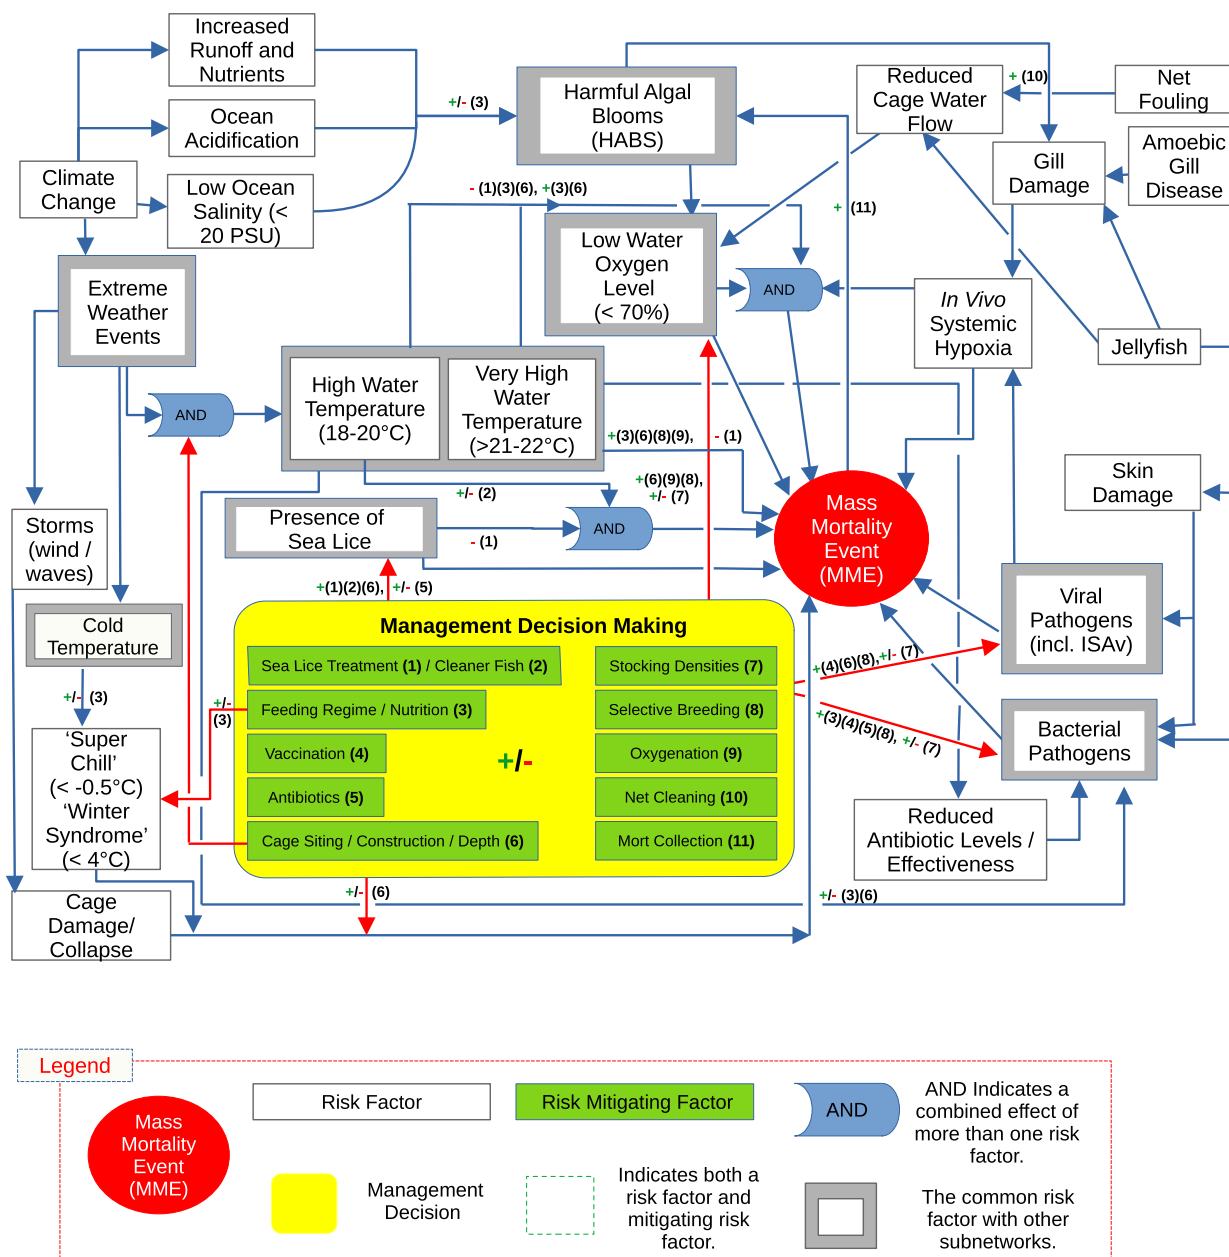 Increased
Runoff and
Nutrients
Ocean
Acidification
Climate
Change
Low Ocean
Salinity (<
20 PSU)
+/- (3)
Harmful Algal
Blooms
(HABS)
Reduced
Cage Water
Flow
+ (10)
Net
Fouling
Amoebic
Gill
Disease
Gill
Damage
- (1)(3)(6), +(3)(6)
+ (11)
Extreme
Weather
Events
Low Water
Oxygen
Level
(< 70%)
AND
In Vivo
Systemic
Hypoxia
Jellyfish
AND
High Water
Temperature
(18-20°C)
Very High
Water
Temperature
(>21-22°C)
+(3)(6)(8)(9),
- (1)
+(6)(9)(8),
+/- (7)
+/- (2)
Skin
Damage
Storms
(wind /
waves)
Presence of
Sea Lice
- (1)
AND
Mass
Mortality
Event
(MME)
+(1)(2)(6), +/- (5)
Cold
Temperature
Viral
Pathogens
(incl. ISAv)
Management Decision Making
Sea Lice Treatment (1) / Cleaner Fish (2)
Feeding Regime / Nutrition (3)
Vaccination (4)
Antibiotics (5)
Cage Siting / Construction / Depth (6)
+/-
Stocking Densities (7)
Selective Breeding (8)
Oxygenation (9)
Net Cleaning (10)
Mort Collection (11)
+(4)(6)(8),+/- (7)
+(3)(4)(5)(8), +/- (7)
+/- (3)
+/-
(3)
Bacterial
Pathogens
‘Super
Chill’
(< -0.5°C)
‘Winter
Syndrome’
(< 4°C)
Reduced
Antibiotic Levels /
Effectiveness
+/- (6)
+/- (3)(6)
Cage
Damage/
Collapse
Legend
Mass
Mortality
Event
(MME)
Risk Factor
Risk Mitigating Factor
AND
AND Indicates a
combined effect of
more than one risk
factor.
Management
Decision
Indicates both a
risk factor and
mitigating risk
factor.
The common risk
factor with other
subnetworks.